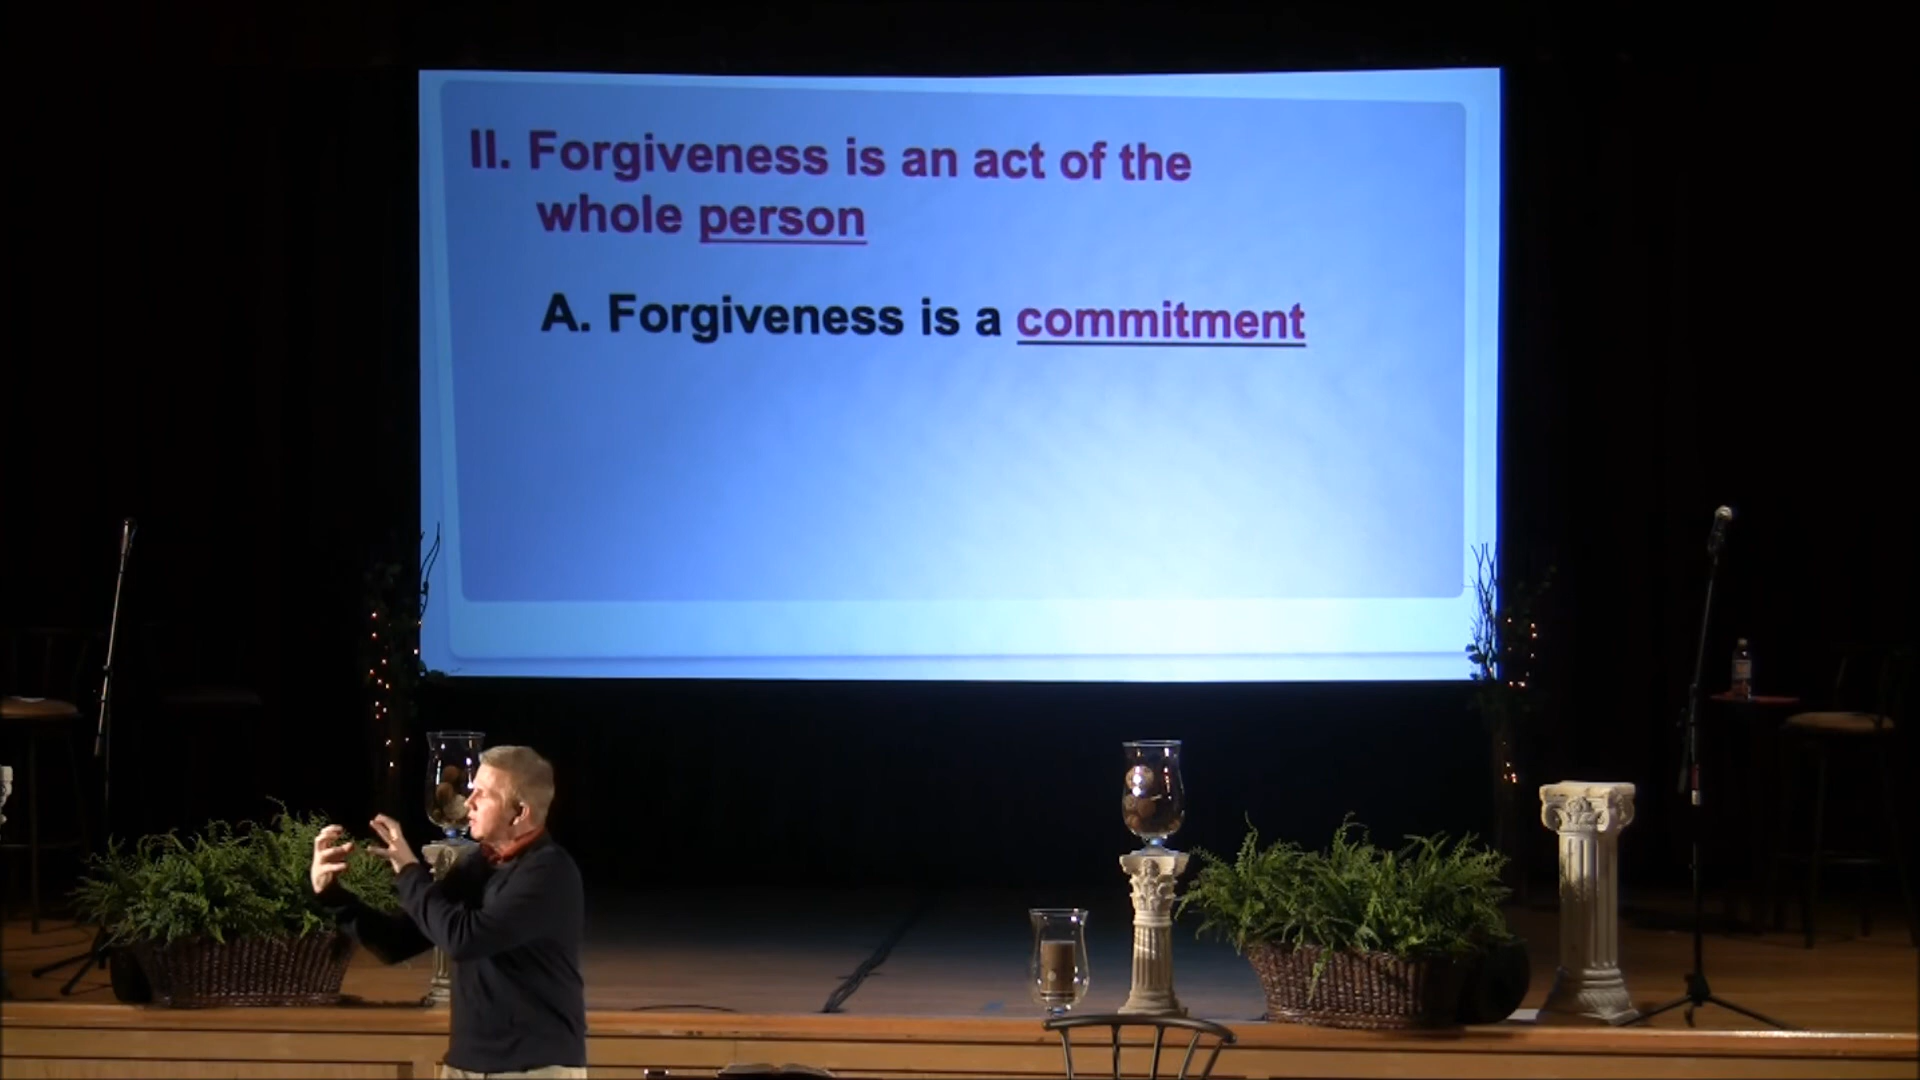 II. Forgiveness is an act of the
whole person
A. Forgiveness is a commitment